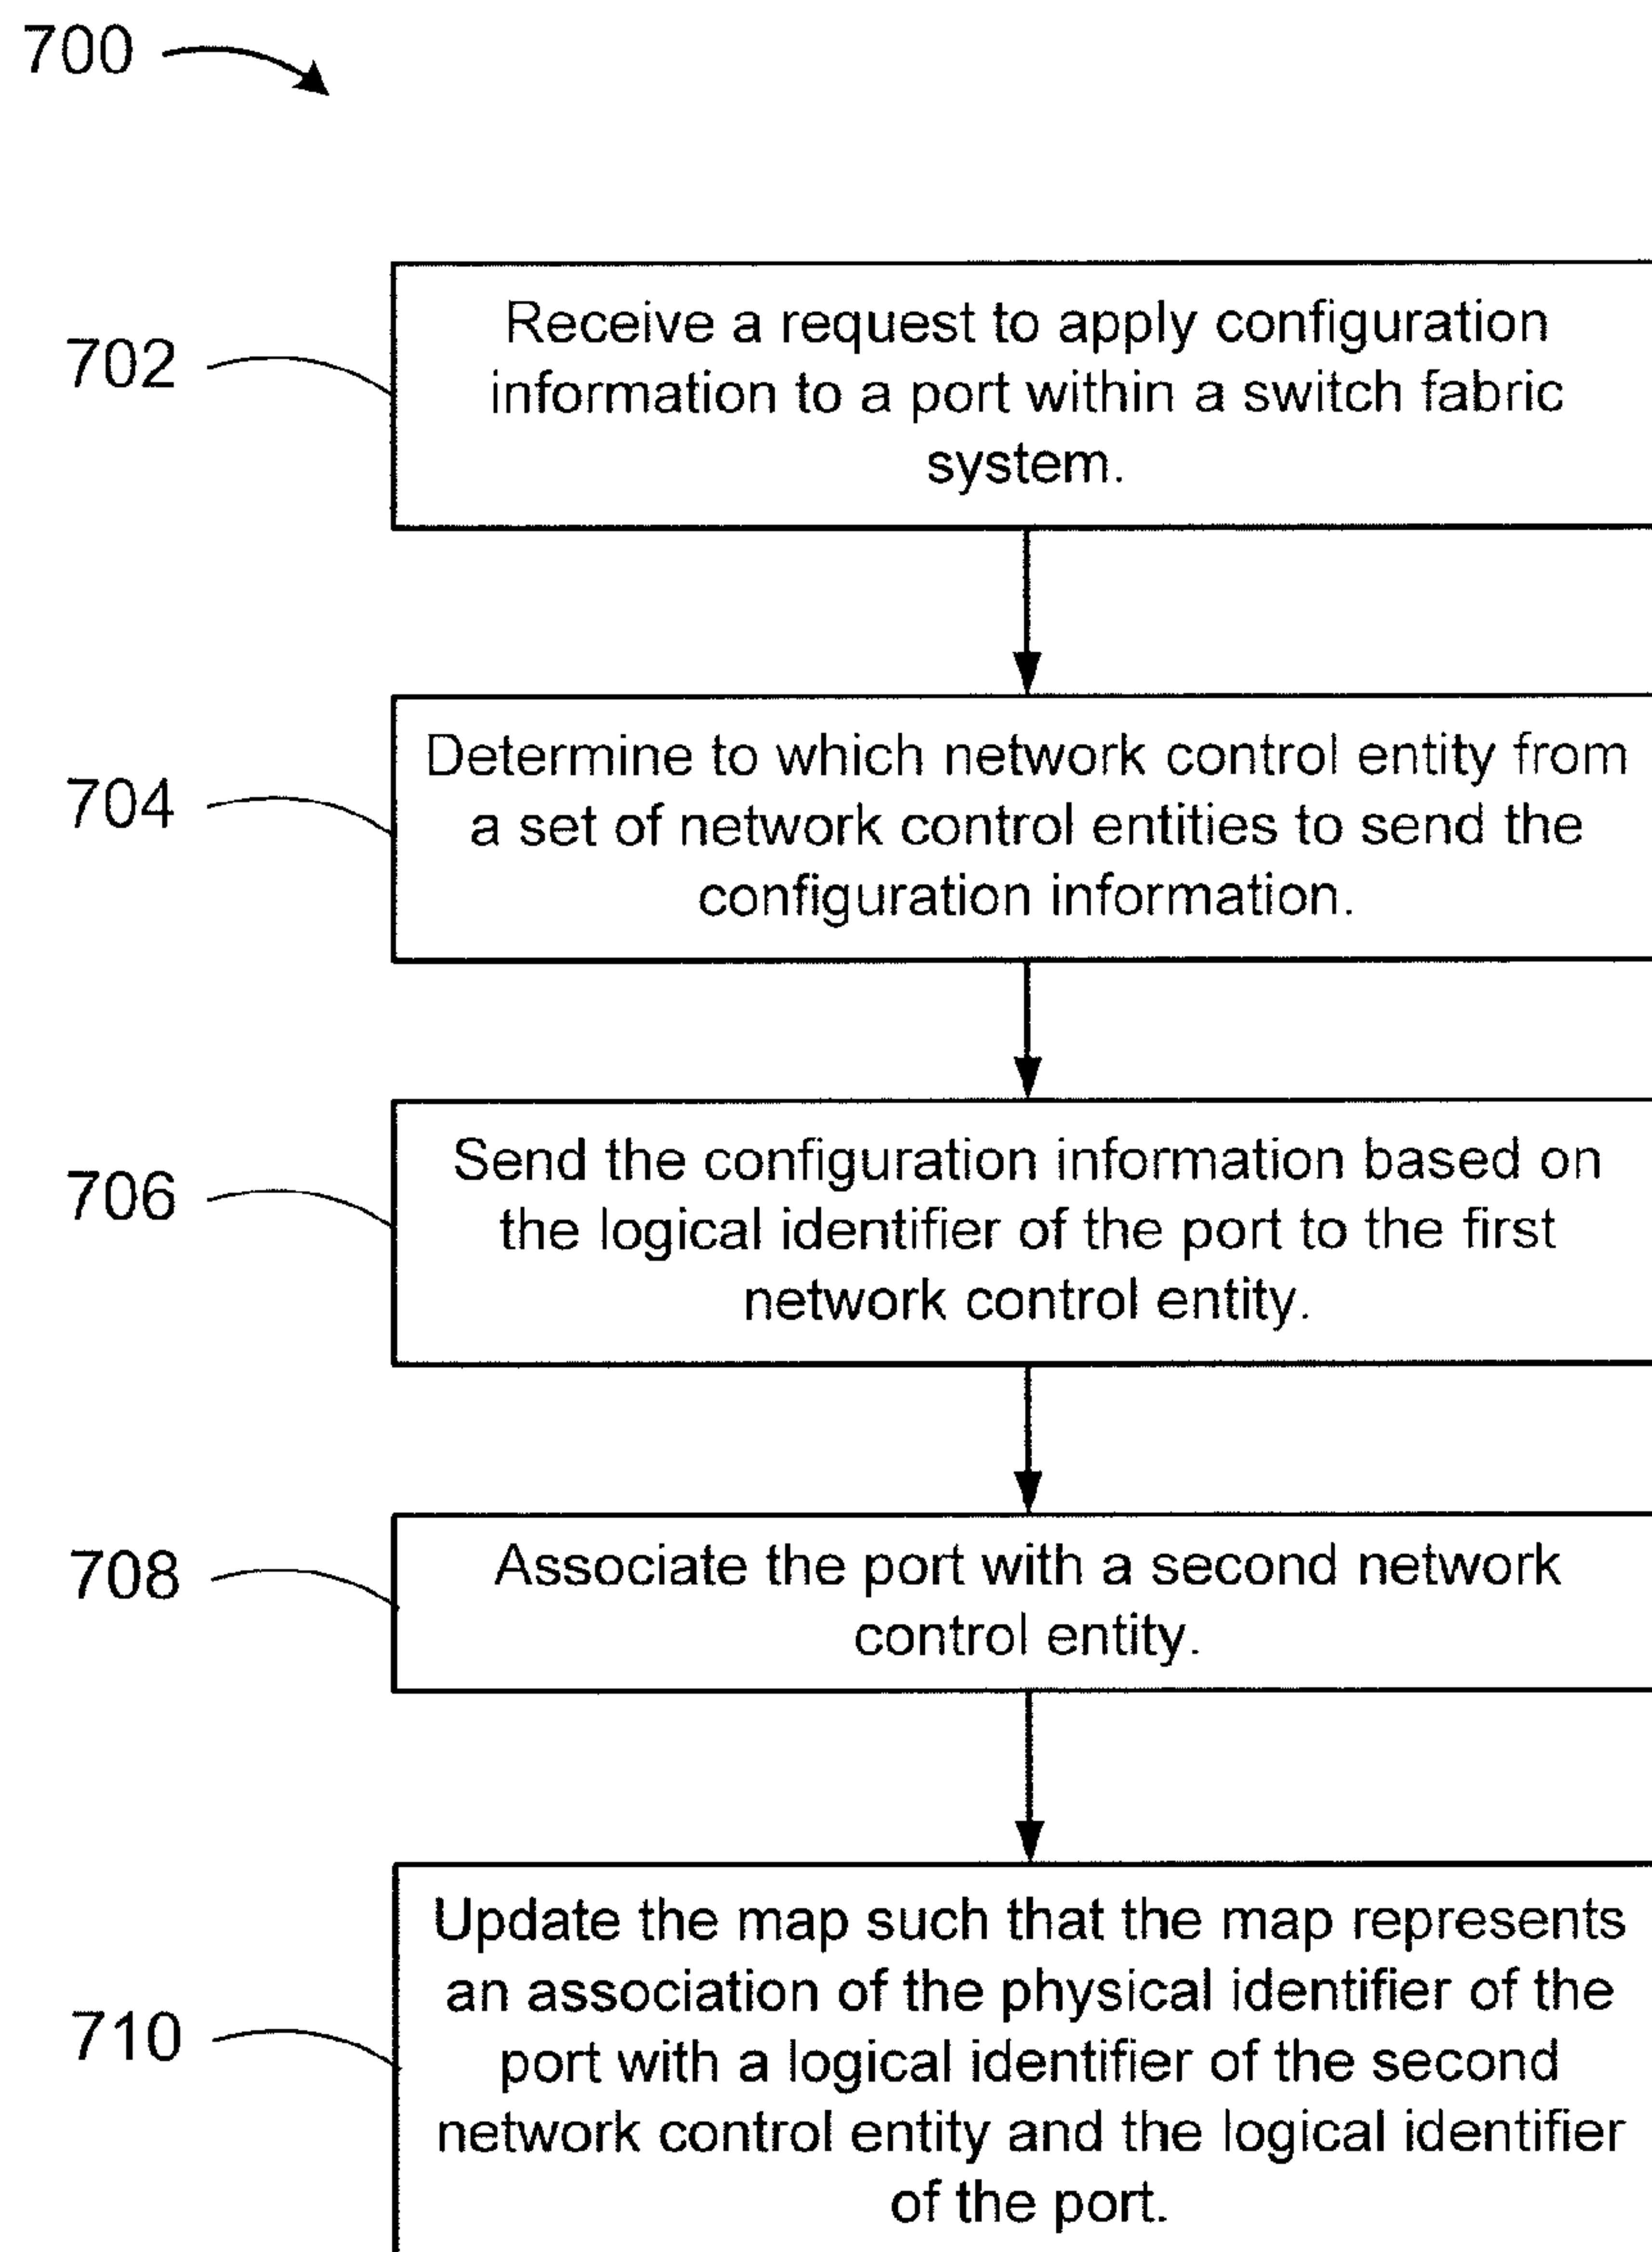 700
702
Receive a request to apply configuration
information to a port within a switch fabric
system.
704
Determine to which network control entity from
a set of network control entities to send the
configuration information.
706
Send the configuration information based on
the logical identifier of the port to the first
network control entity.
708
Associate the port with a second network
control entity.
710
Update the map such that the map represents
an association of the physical identifier of the
port with a logical identifier of the second
network control entity and the logical identifier
of the port.